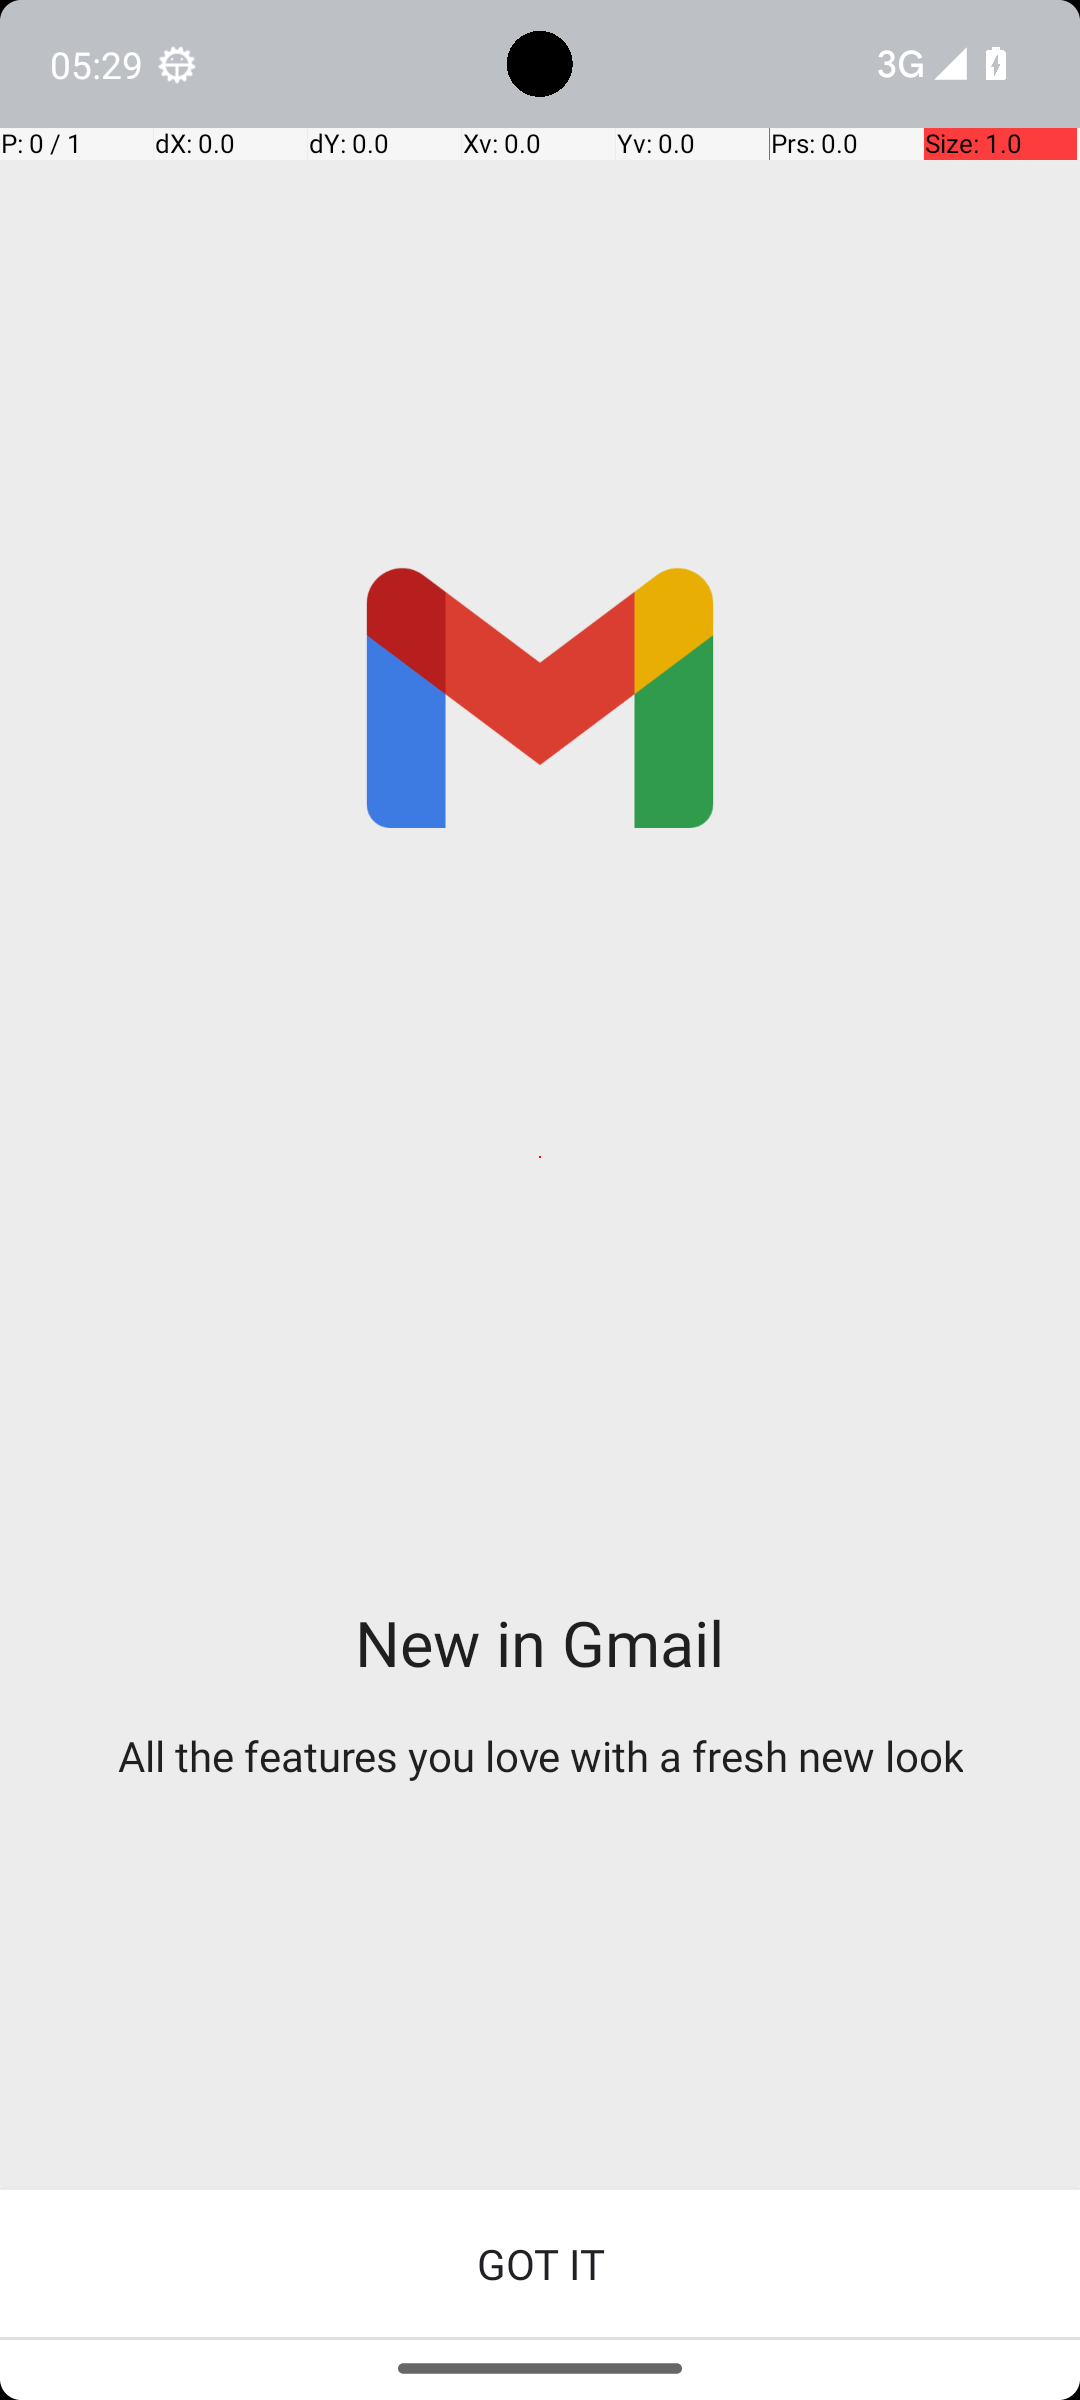 05:29 3G
P: 0 / 1 dX: 0.0 dY: 0.0 Xv: 0.0 Yv: 0.0 Prs: 0.0 Size: 1.0
New in Gmail
All the features you love with a fresh new look
GOT IT